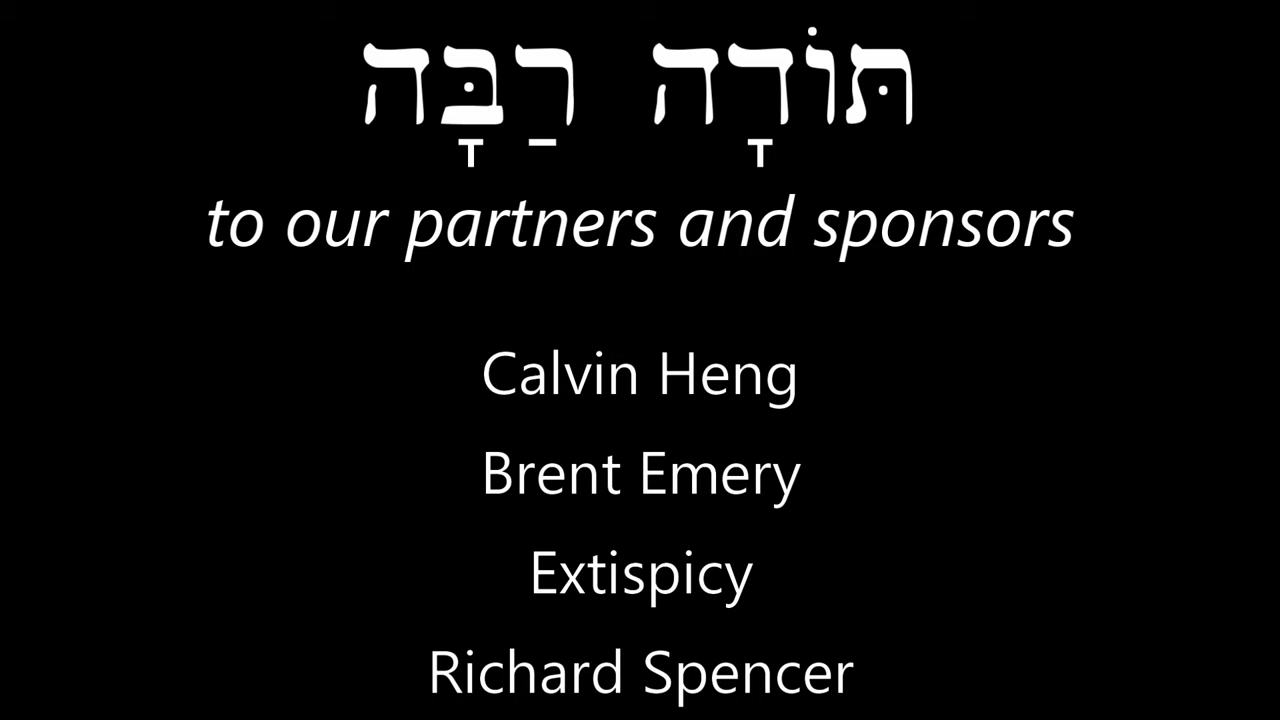 תּוֹדָה רַבָּה
to our partners and sponsors
Calvin Heng
Brent Emery
Extispicy
Richard Spencer